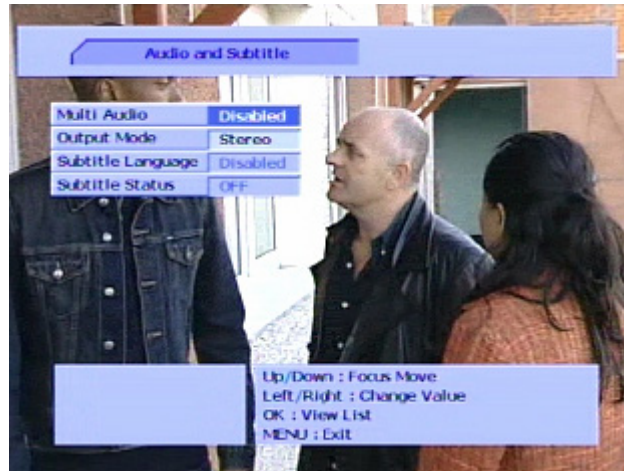 Audio and Subtitle
Multi Audio Disabled
Output Mode Stereo
Subtitle Language Disabled
Subtitle Status OFF
Up/Down : Focus Move
Left/Right : Change Value
OK : View List
MENU : Exit